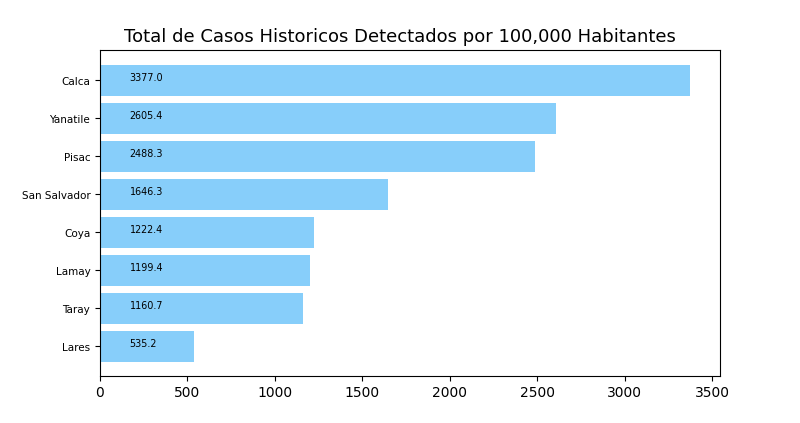 Total de Casos Historicos Detectados por 100,000 Habitantes
Calca 3377.0
Yanatile 2605.4
Pisac 2488.3
San Salvador 1646.3
Coya 1222.4
Lamay 1199.4
Taray 1160.7
Lares 535.2
0 500 1000 1500 2000 2500 3000 3500